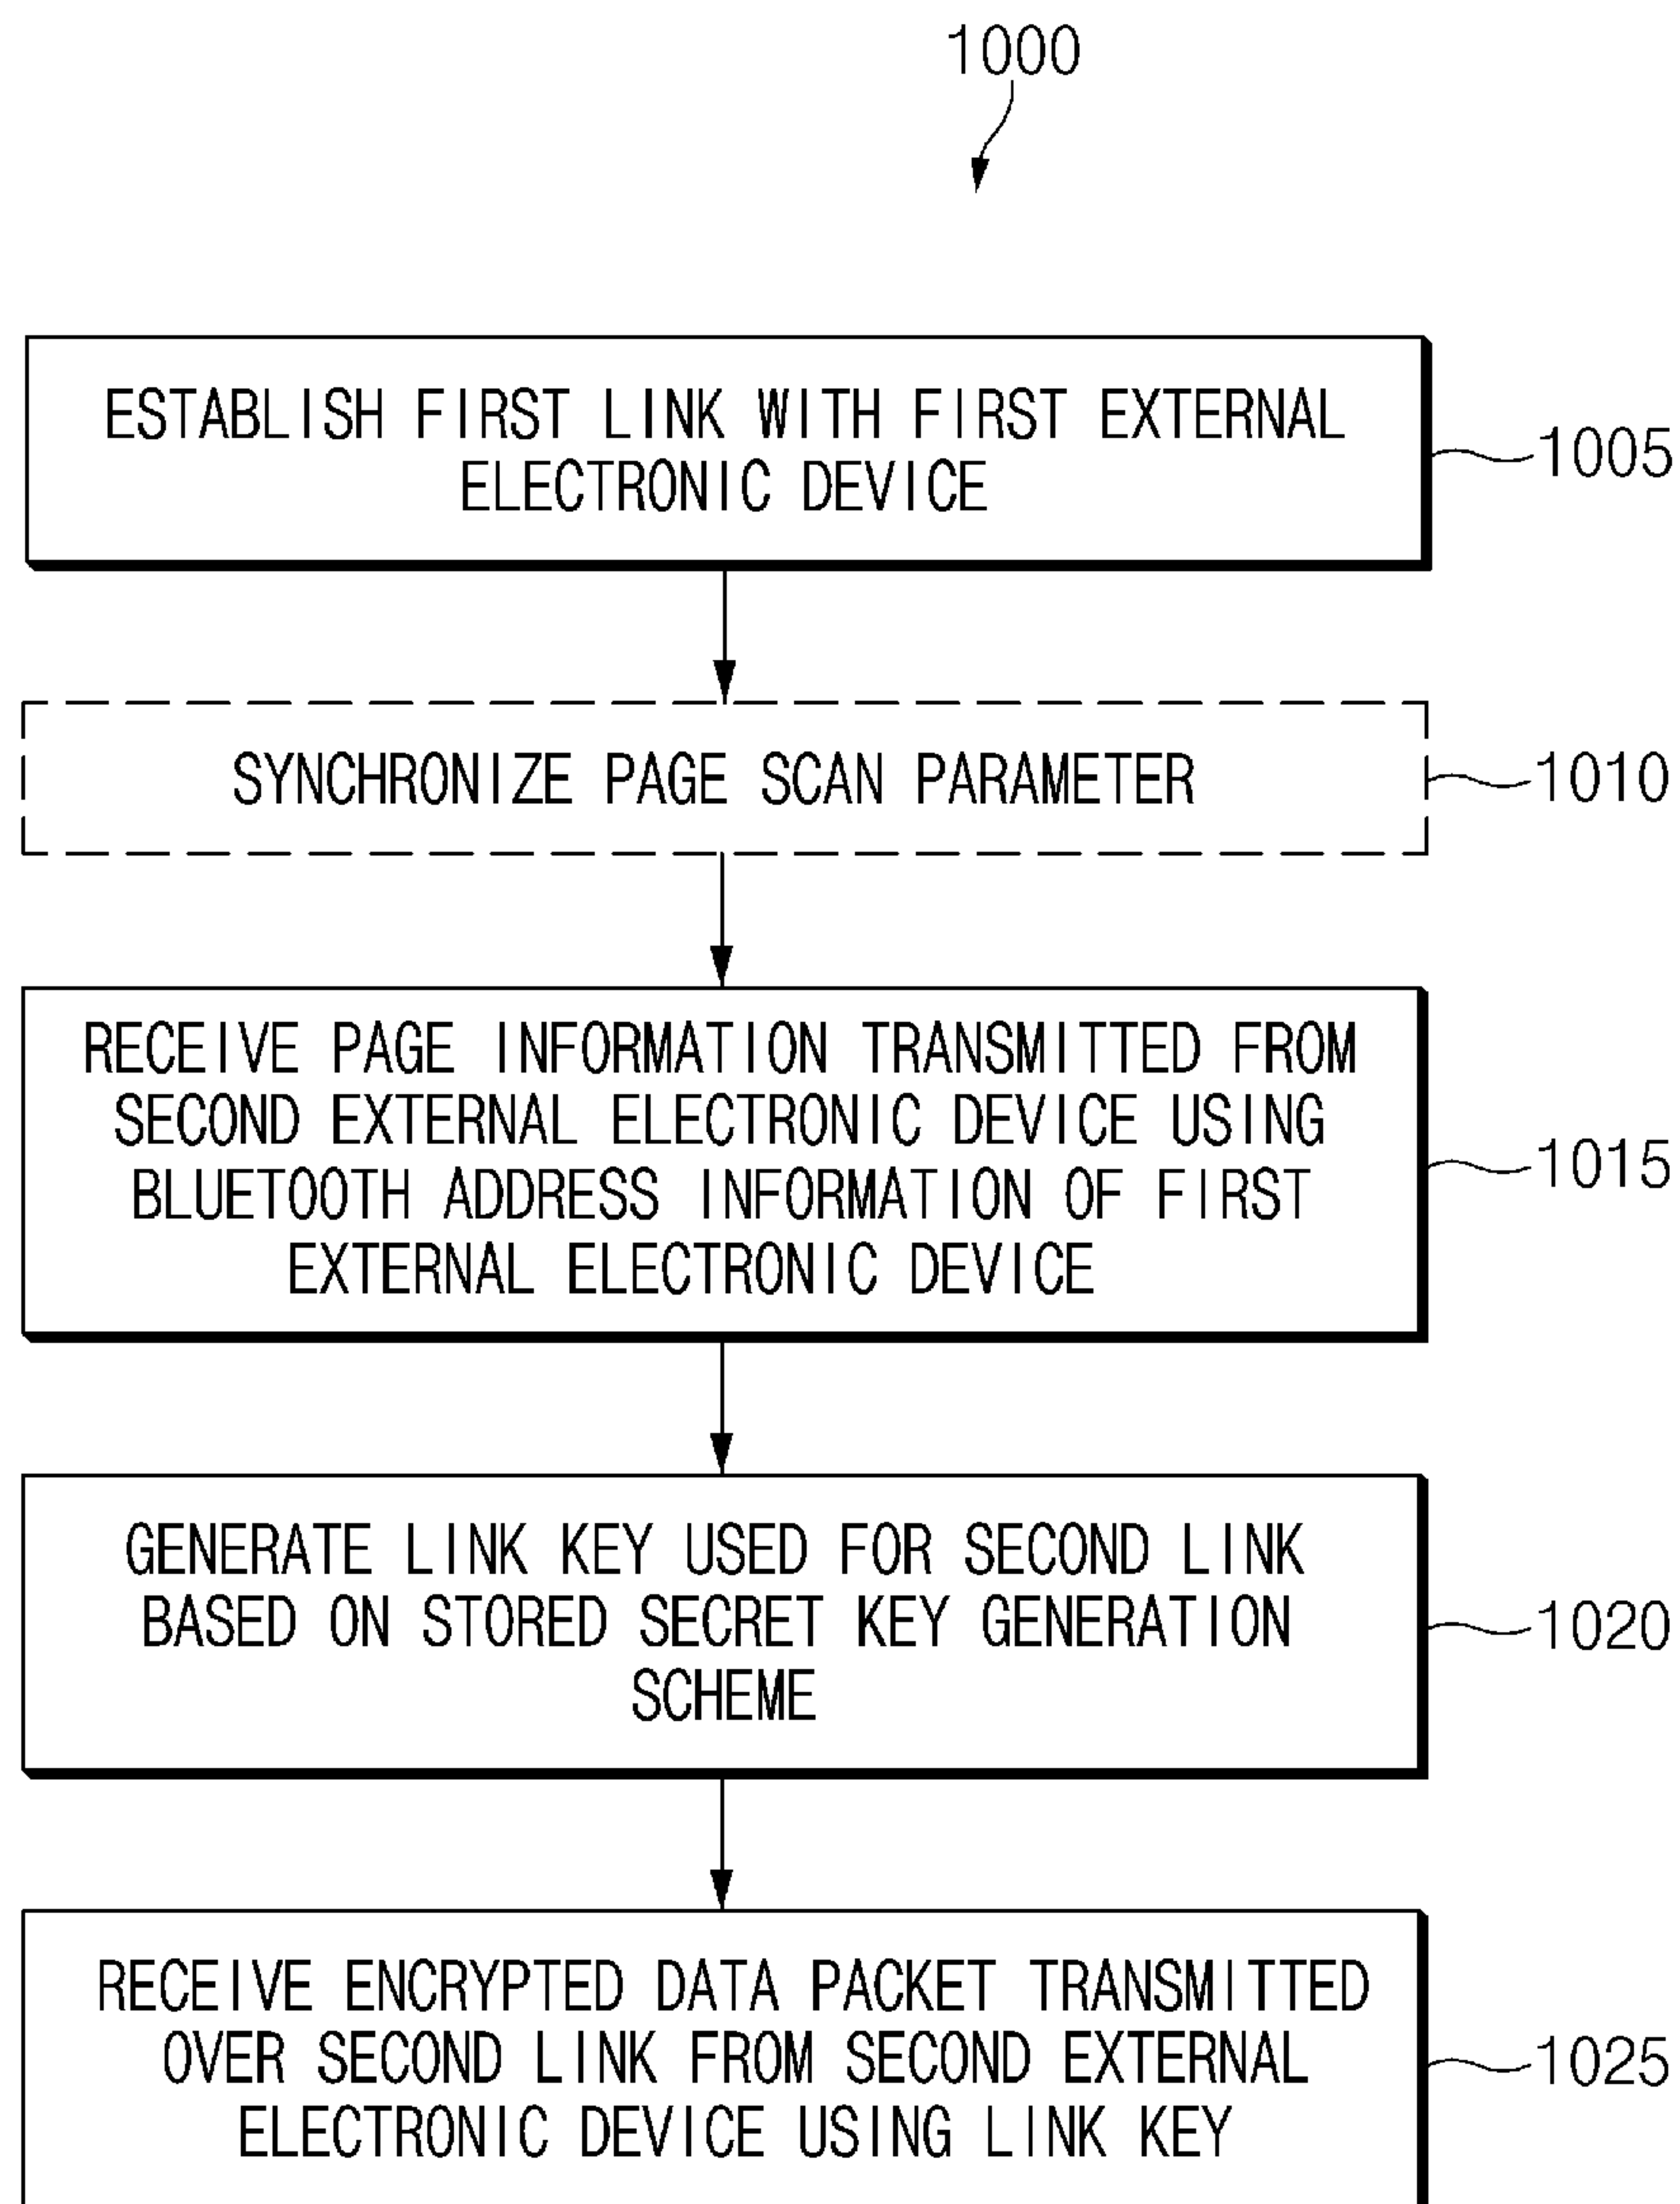 1000
ESTABLISH FIRST LINK WITH FIRST EXTERNAL
ELECTRONIC DEVICE
1005
SYNCHRONIZE PAGE SCAN PARAMETER
1010
RECEIVE PAGE INFORMATION TRANSMITTED FROM
SECOND EXTERNAL ELECTRONIC DEVICE USING
BLUETOOTH ADDRESS INFORMATION OF FIRST
EXTERNAL ELECTRONIC DEVICE
1015
GENERATE LINK KEY USED FOR SECOND LINK
BASED ON STORED SECRET KEY GENERATION
SCHEME
1020
RECEIVE ENCRYPTED DATA PACKET TRANSMITTED
OVER SECOND LINK FROM SECOND EXTERNAL
ELECTRONIC DEVICE USING LINK KEY
1025